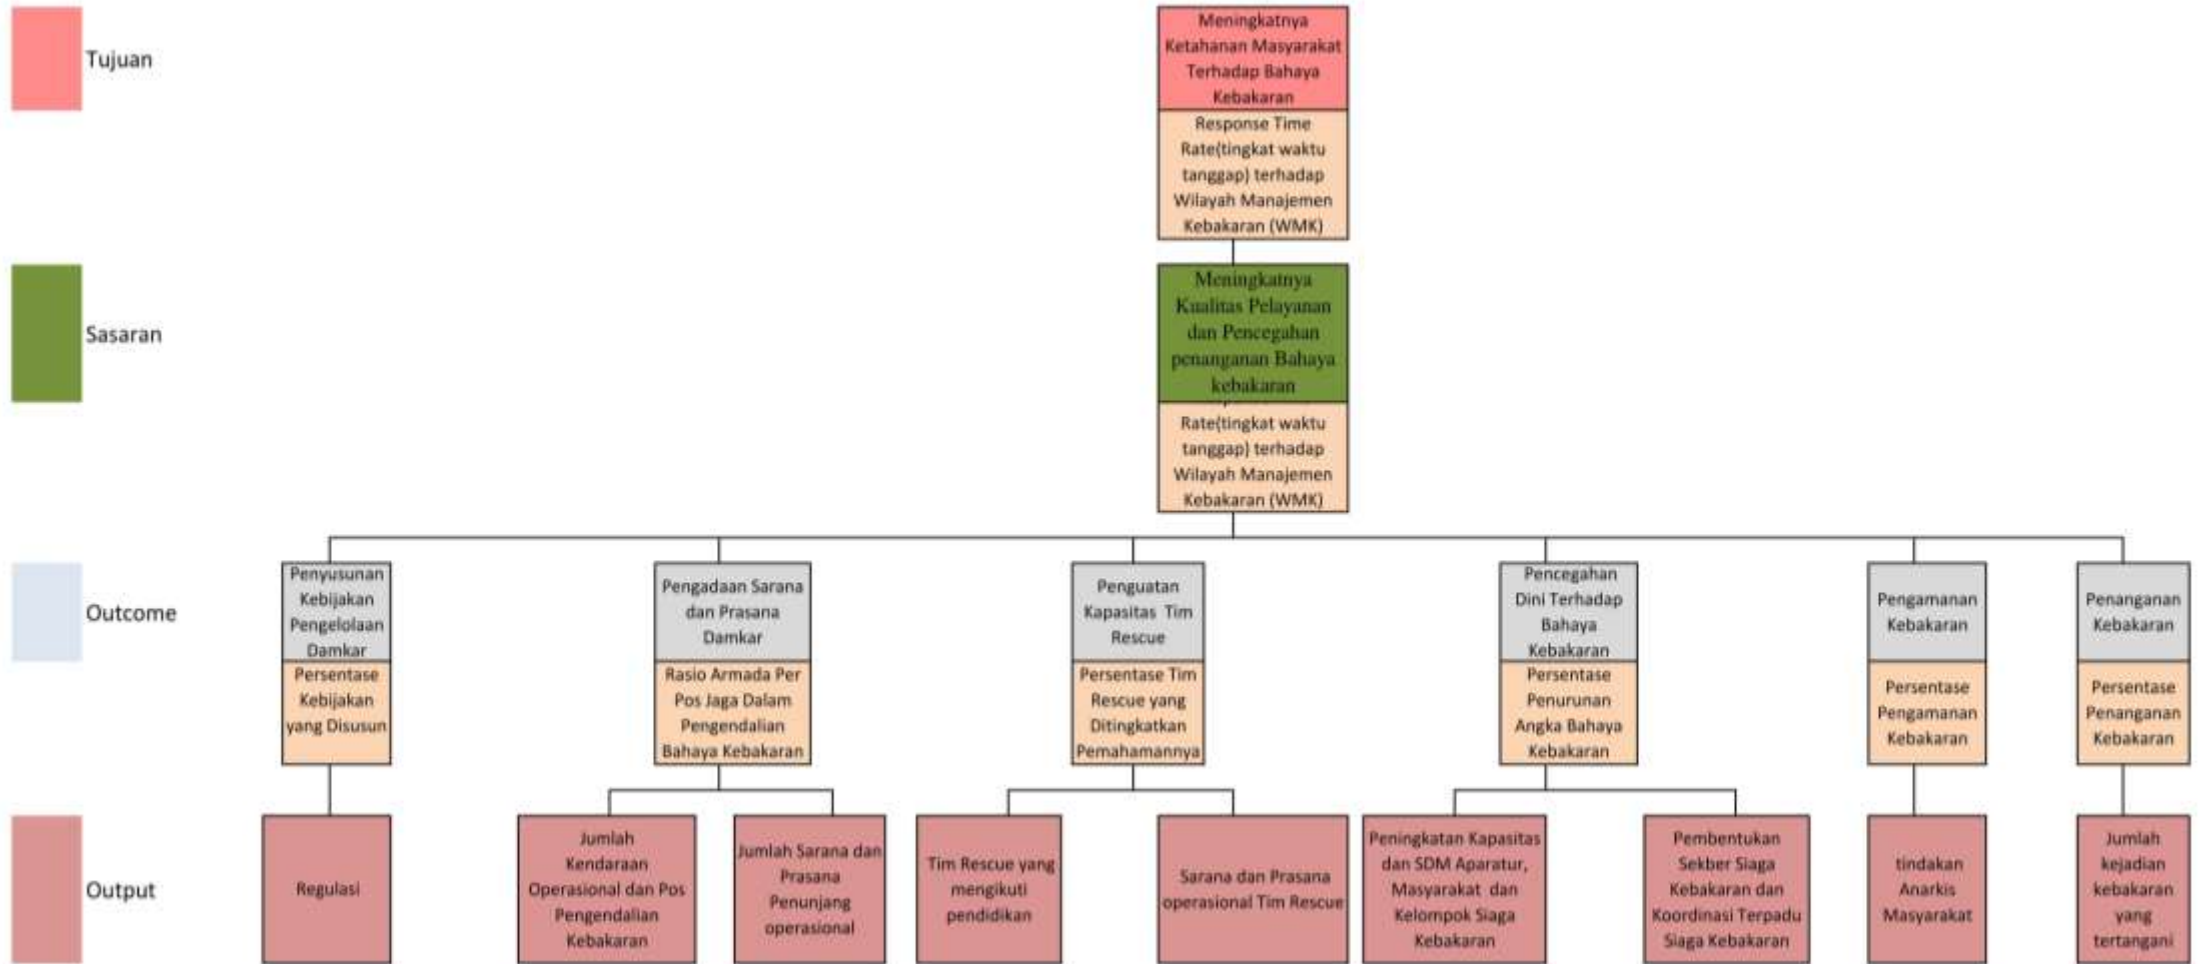 Tujuan
Meningkatnya
Ketahanan Masyarakat
Terhadap Bahaya
Kebakaran
Response Time
Rate(tingkat waktu
tanggap) terhadap
Wilayah Manajemen
Kebakaran (WMK)
Sasaran
Meningkatnya
Kualitas Pelayanan
dan Pencegahan
penanganan Bahaya
kebakaran
Rate(tingkat waktu
tanggap) terhadap
Wilayah Manajemen
Kebakaran (WMK)
Outcome
Penyusunan
Kebijakan
Pengelolaan
Damkar
Persentase
Kebijakan
yang Disusun
Pengadaan Sarana
dan Prasana
Damkar
Rasio Armada Per
Pos Jaga Dalam
Pengendalian
Bahaya Kebakaran
Penguatan
Kapasitas Tim
Rescue
Persentase Tim
Rescue yang
Ditingkatkan
Pemahamannya
Pencegahan
Dini Terhadap
Bahaya
Kebakaran
Persentase
Penurunan
Angka Bahaya
Kebakaran
Pengamanan
Kebakaran
Persentase
Pengamanan
Kebakaran
Penanganan
Kebakaran
Persentase
Penanganan
Kebakaran
Output
Regulasi
Jumlah
Kendaraan
Operasional dan Pos
Pengendalian
Kebakaran
Jumlah Sarana dan
Prasana
Penunjang
operasional
Tim Rescue yang
mengikuti
pendidikan
Sarana dan Prasana
operasional Tim Rescue
Peningkatan Kapasitas
dan SDM Aparatur,
Masyarakat dan
Kelompok Siaga
Kebakaran
Pembentukan
Sekber Siaga
Kebakaran dan
Koordinasi Terpadu
Siaga Kebakaran
tindakan
Anarkis
Masyarakat
Jumlah
kejadian
kebakaran
yang
tertangani